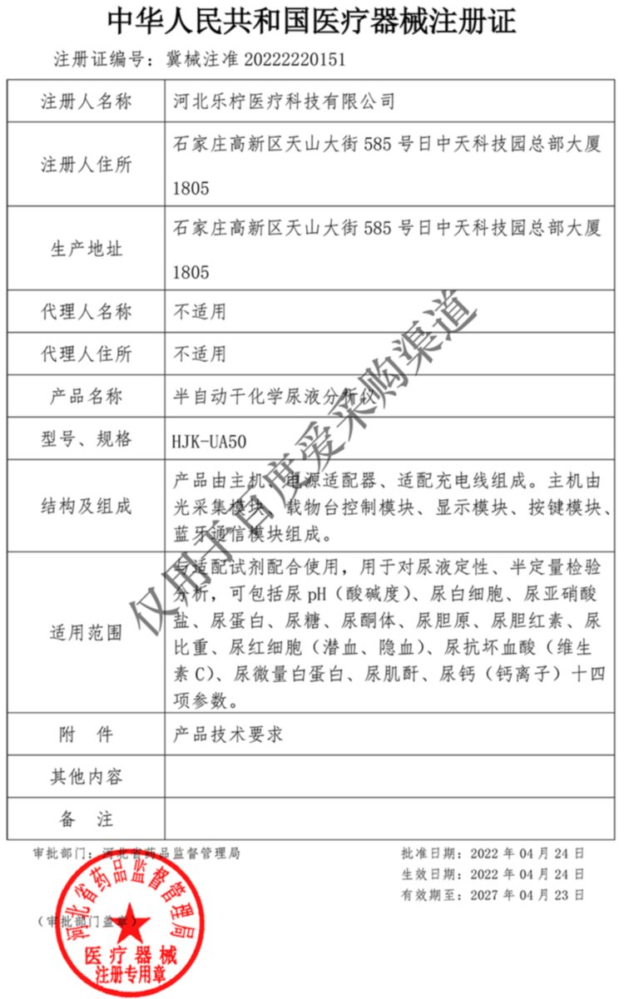 中华人民共和国医疗器械注册证
注册证编号：冀械注准 20222220151
注册人名称
河北乐柠医疗科技有限公司
注册人住所
石家庄高新区天山大街 585 号日中天科技园总部大厦
1805
生产地址
石家庄高新区天山大街 585 号日中天科技园总部大厦
1805
代理人名称
不适用
代理人住所
不适用
产品名称
半自动干化学尿液分析仪
型号、规格
HJK-UA50
结构及组成
产品由主机、电源适配器、适配充电线组成。主机由
光采集模块、载物台控制模块、显示模块、按键模块、
蓝牙通信模块组成。
适用范围
与适配试剂配合使用，用于对尿液定性、半定量检验
分析，可包括尿 pH（酸碱度）、尿白细胞、尿亚硝酸
盐、尿蛋白、尿糖、尿酮体、尿胆原、尿胆红素、尿
比重、尿红细胞（潜血、隐血）、尿抗坏血酸（维生
素 C）、尿微量白蛋白、尿肌酐、尿钙（钙离子）十四
项参数。
附 件
产品技术要求
其他内容
备 注
仅用于百度爱采购渠道
审批部门：河北省药品监督管理局
批准日期：2022 年 04 月 24 日
生效日期：2022 年 04 月 24 日
有效期至：2027 年 04 月 23 日
（审批部门盖章）
河北省药品监督管理局
医疗器械
注册专用章